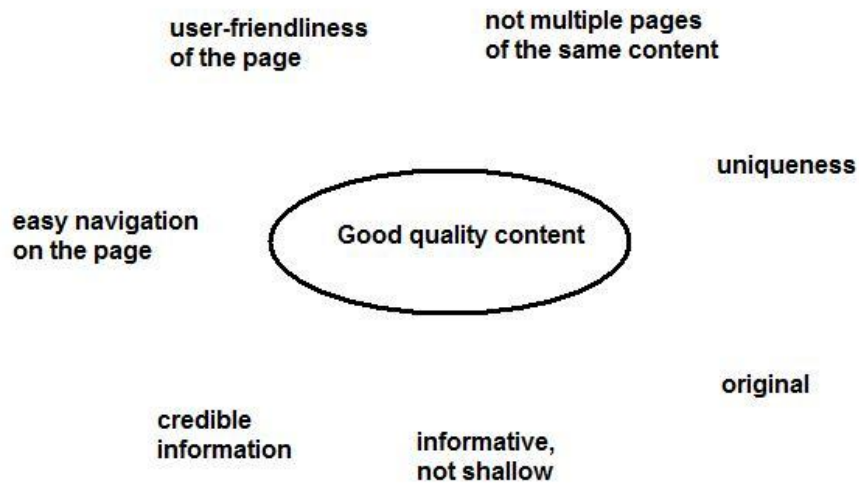 user-friendliness
of the page
not multiple pages
of the same content
uniqueness
easy navigation
on the page
Good quality content
original
credible
information
informative,
not shallow